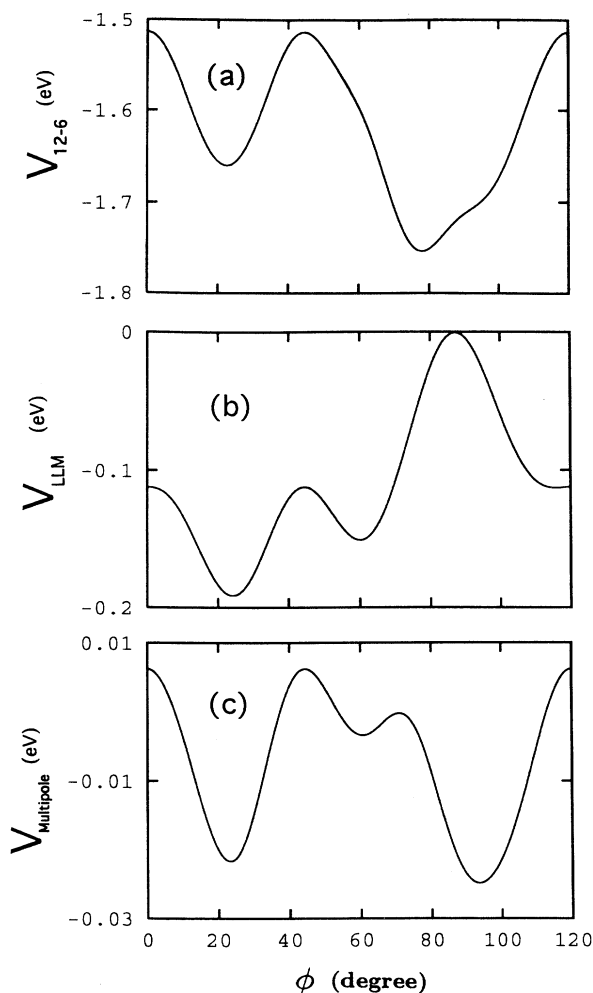 -1.5
(a)
-1.6
V12-6 (eV)
-1.7
-1.8
0
(b)
VLLM (eV)
-0.1
-0.2
0.01
(c)
VMultipole (eV)
-0.01
-0.03
0 20 40 60 80 100 120
ϕ (degree)